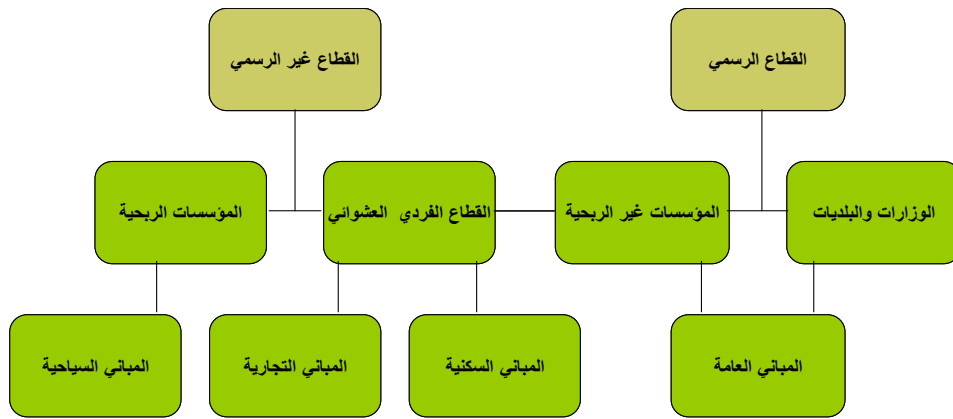 القطاع الرسمي
القطاع غير الرسمي
الوزارات والبلديات
المؤسسات غير الربحية
القطاع الفردي العشوائي
المؤسسات الربحية
المباني العامة
المباني السكنية
المباني التجارية
المباني السياحية